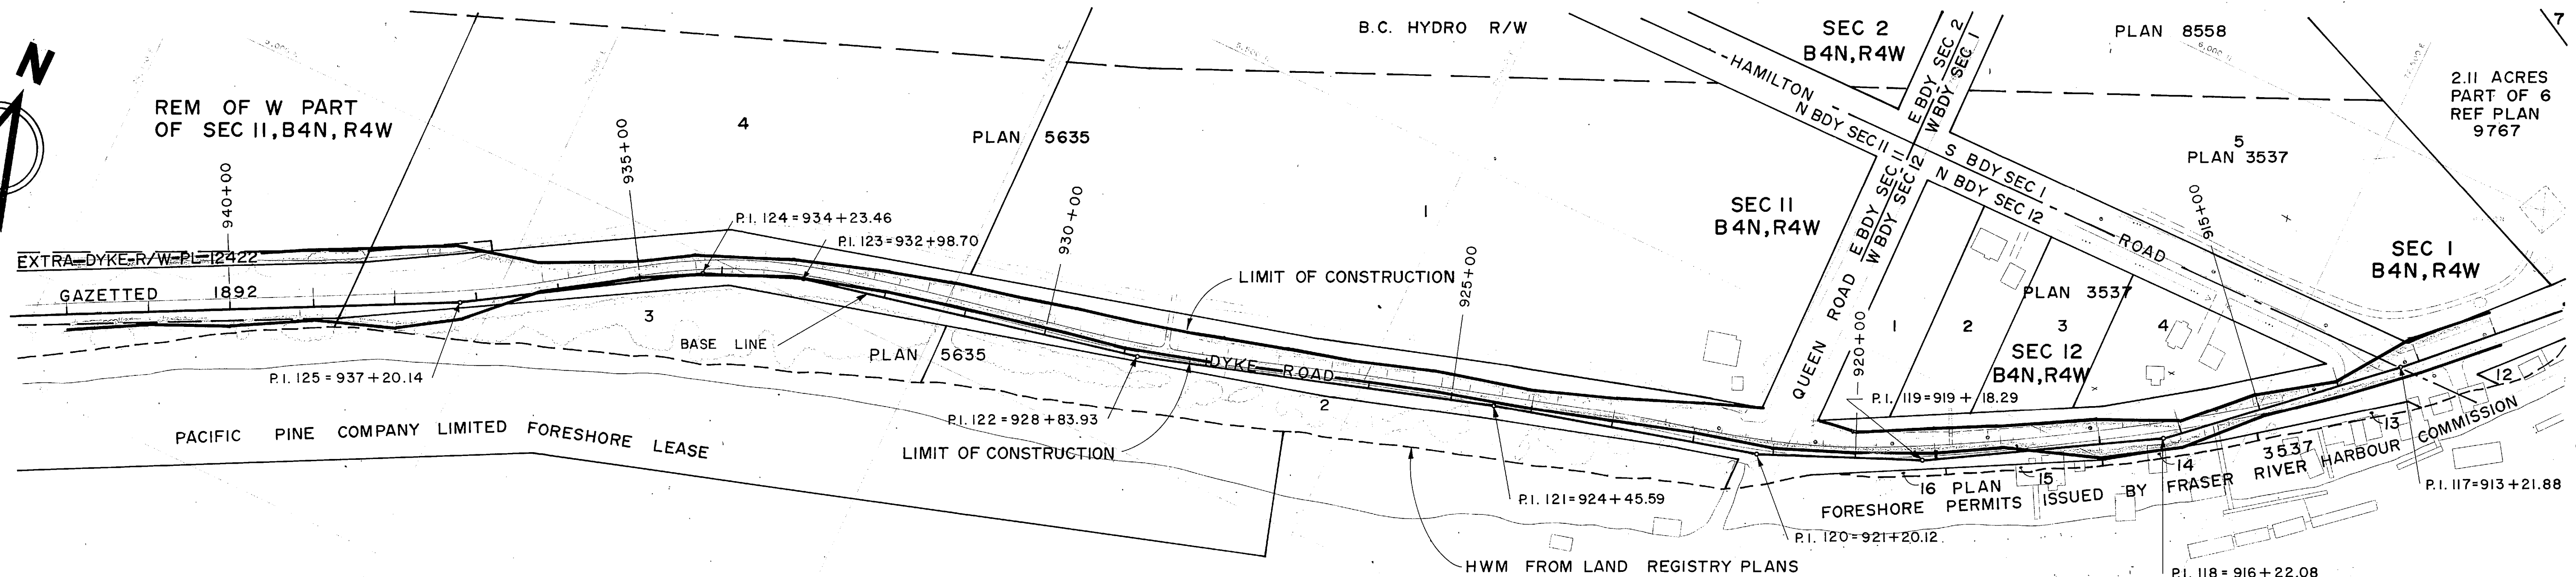 N
B.C. HYDRO R/W
REM OF W PART
OF SEC 11, B4N, R4W
4
PLAN 5635
935+00
940+00
P.I. 124 = 934+23.46
P.I. 123 = 932+98.70
930+00
EXTRA DYKE R/W PL 12422
GAZETTED 1892
3
BASE LINE
PLAN 5635
P.I. 125 = 937+20.14
PACIFIC PINE COMPANY LIMITED FORESHORE LEASE
P.I. 122 = 928+83.93
LIMIT OF CONSTRUCTION
LIMIT OF CONSTRUCTION
1
925+00
DYKE ROAD
2
P.I. 121 = 924+45.59
HWM FROM LAND REGISTRY PLANS
P.I. 120 = 921+20.12
SEC 2
B4N, R4W
HAMILTON
ROAD
N BDY SEC 11
E BDY SEC 2
W BDY SEC 1
S BDY SEC 1
N BDY SEC 12
E BDY SEC 11
W BDY SEC 12
QUEEN ROAD
SEC 11
B4N, R4W
PLAN 8558
6,000
5
PLAN 3537
7
2.11 ACRES
PART OF 6
REF PLAN
9767
915+00
SEC 1
B4N, R4W
PLAN 3537
1
2
3
4
SEC 12
B4N, R4W
920+00
P.I. 119 = 919 + 18.29
12
13
14
15
16 PLAN
3537
FORESHORE PERMITS ISSUED BY FRASER RIVER HARBOUR COMMISSION
P.I. 117 = 913+21.88
P.I. 118 = 916+22.08